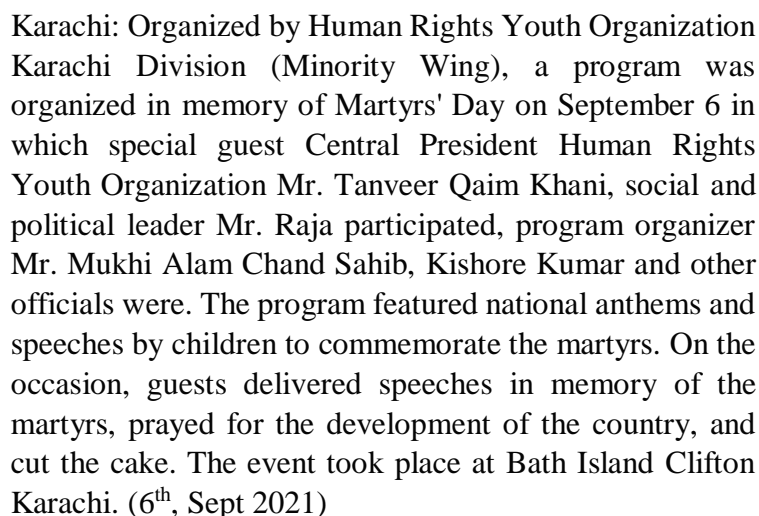 Karachi: Organized by Human Rights Youth Organization
Karachi Division (Minority Wing), a program was
organized in memory of Martyrs' Day on September 6 in
which special guest Central President Human Rights
Youth Organization Mr. Tanveer Qaim Khani, social and
political leader Mr. Raja participated, program organizer
Mr. Mukhi Alam Chand Sahib, Kishore Kumar and other
officials were. The program featured national anthems and
speeches by children to commemorate the martyrs. On the
occasion, guests delivered speeches in memory of the
martyrs, prayed for the development of the country, and
cut the cake. The event took place at Bath Island Clifton
Karachi. (6th, Sept 2021)